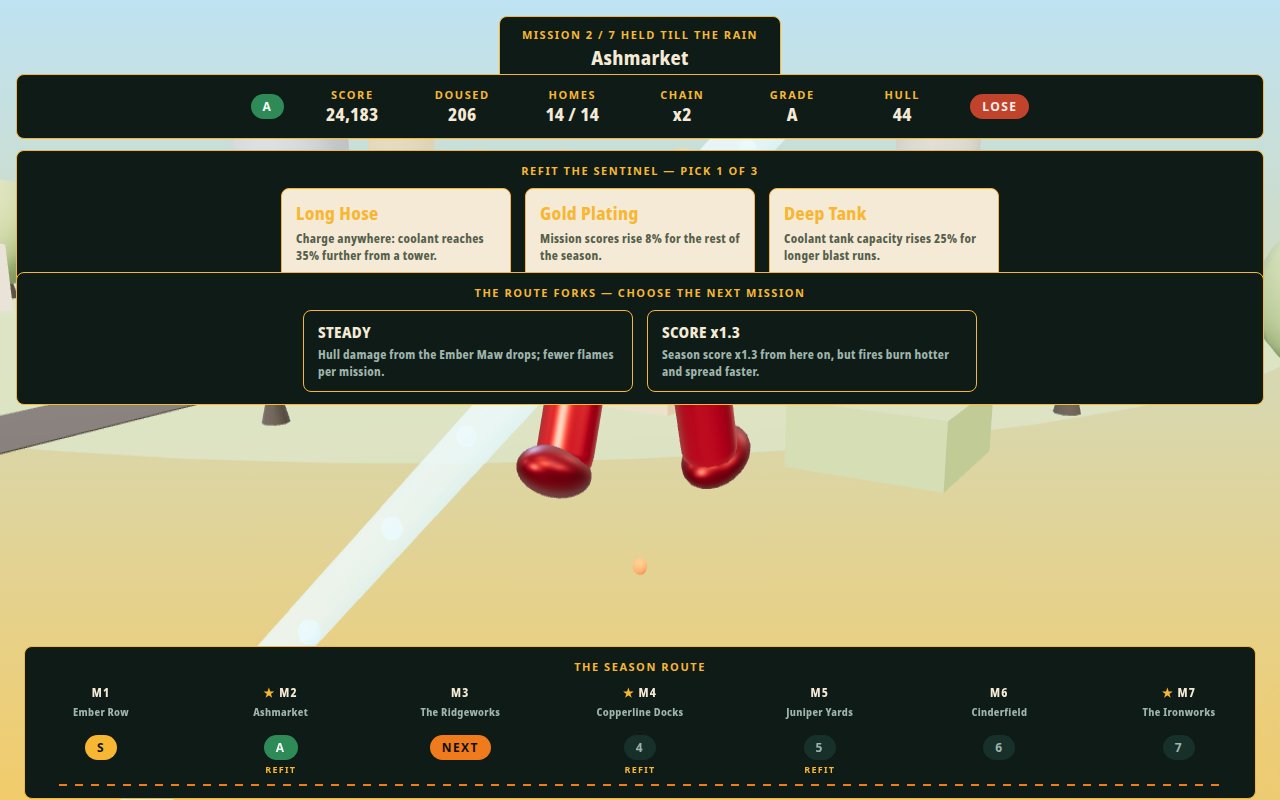 MISSION 2 / 7 HELD TILL THE RAIN
Ashmarket
A
SCORE
24,183
DOUSED
206
HOMES
14 / 14
CHAIN
x2
GRADE
A
HULL
44
LOSE
REFIT THE SENTINEL — PICK 1 OF 3
Long Hose
Charge anywhere: coolant reaches
35% further from a tower.
Gold Plating
Mission scores rise 8% for the rest of
the season.
Deep Tank
Coolant tank capacity rises 25% for
longer blast runs.
THE ROUTE FORKS — CHOOSE THE NEXT MISSION
STEADY
Hull damage from the Ember Maw drops; fewer flames
per mission.
SCORE x1.3
Season score x1.3 from here on, but fires burn hotter
and spread faster.
THE SEASON ROUTE
M1
Ember Row
S
★ M2
Ashmarket
A
REFIT
M3
The Ridgeworks
NEXT
★ M4
Copperline Docks
4
REFIT
M5
Juniper Yards
5
REFIT
M6
Cinderfield
6
★ M7
The Ironworks
7